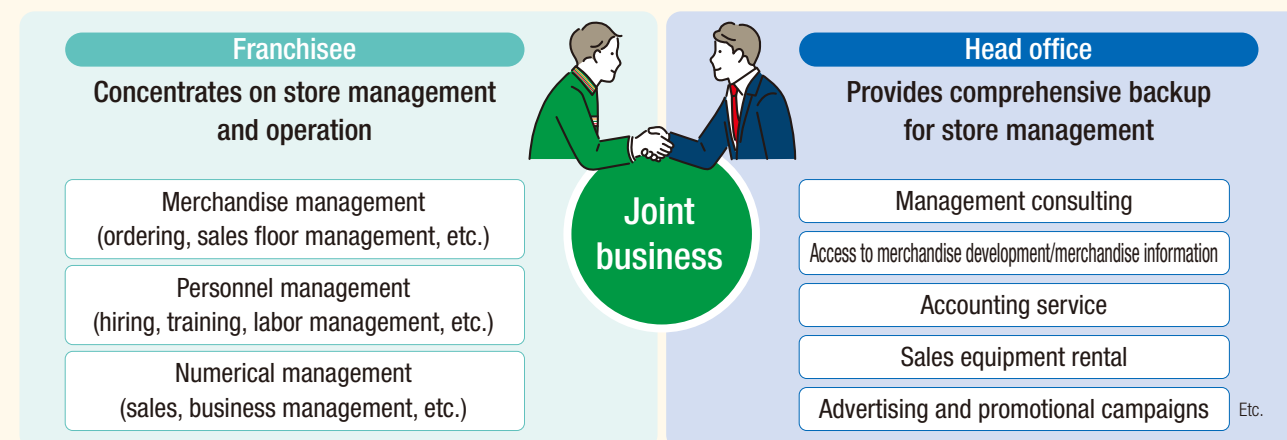 Franchisee
Concentrates on store management
and operation
Merchandise management
(ordering, sales floor management, etc.)
Personnel management
(hiring, training, labor management, etc.)
Numerical management
(sales, business management, etc.)
Joint
business
Head office
Provides comprehensive backup
for store management
Management consulting
Access to merchandise development/merchandise information
Accounting service
Sales equipment rental
Advertising and promotional campaigns
Etc.